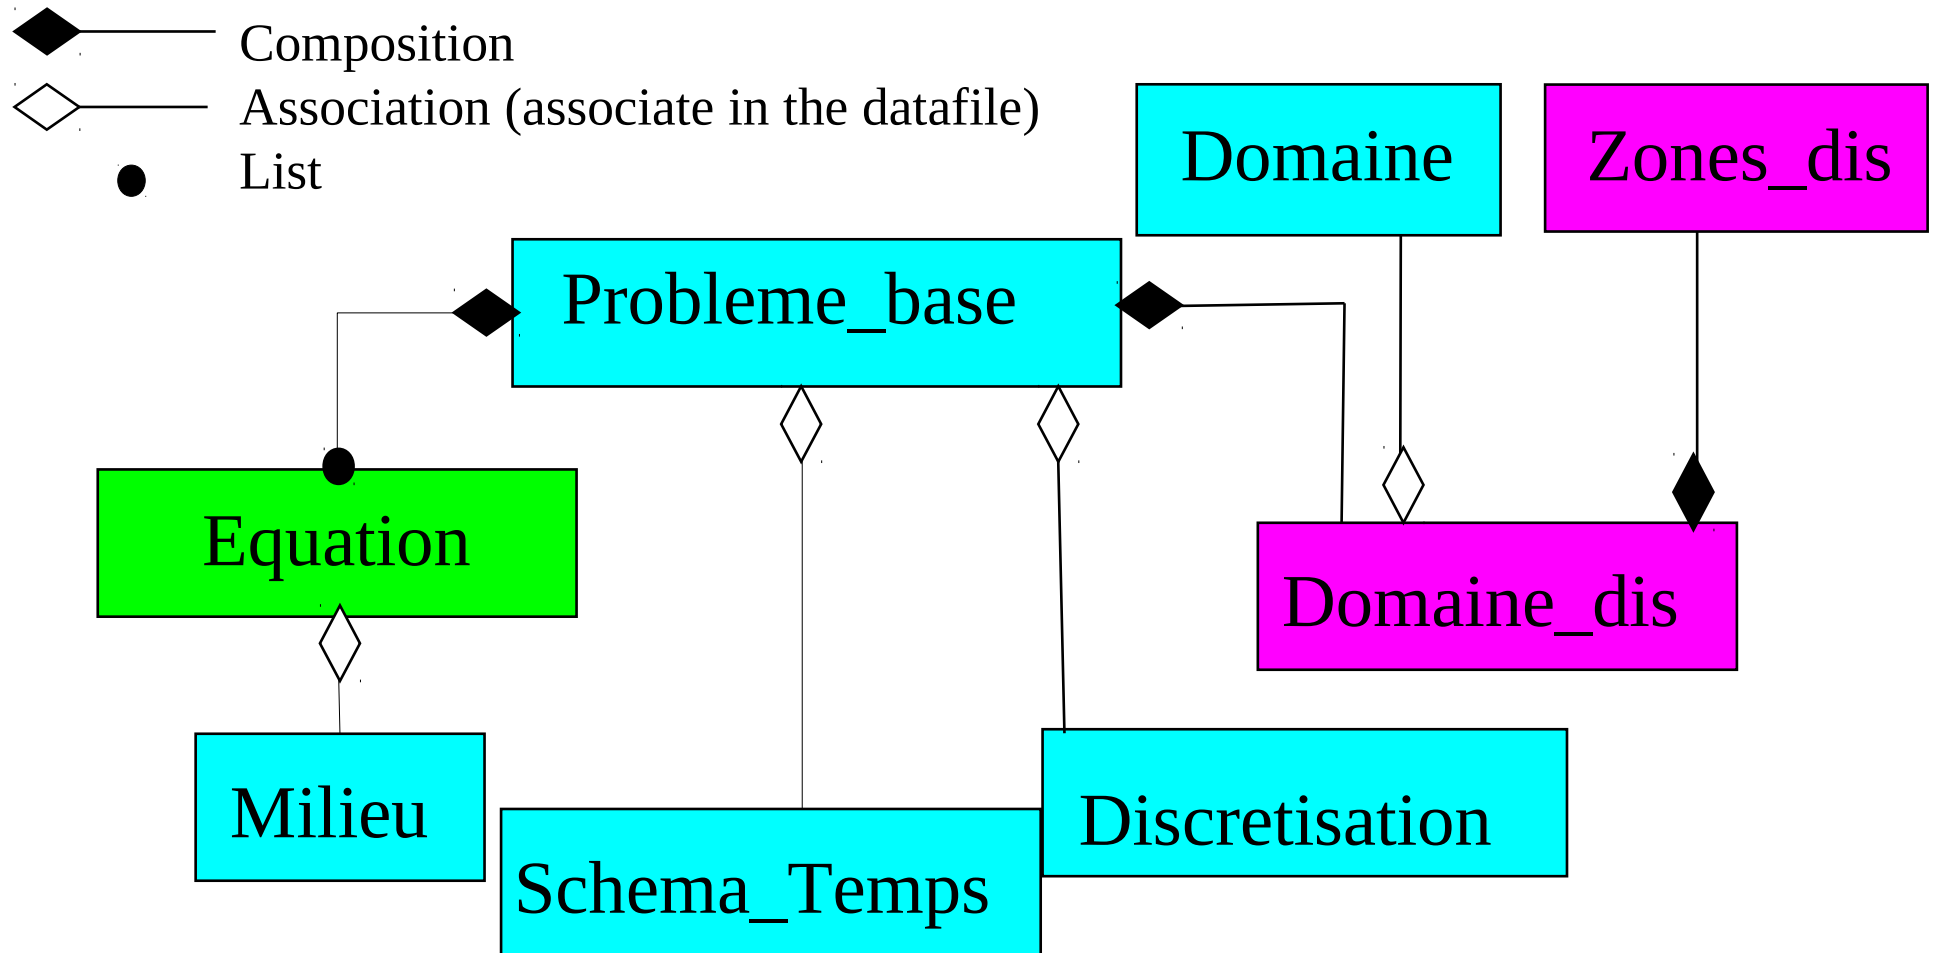 Composition
Association (associate in the datafile)
List
Domaine
Zones_dis
Probleme_base
Equation
Domaine_dis
Milieu
Discretisation
Schema_Temps